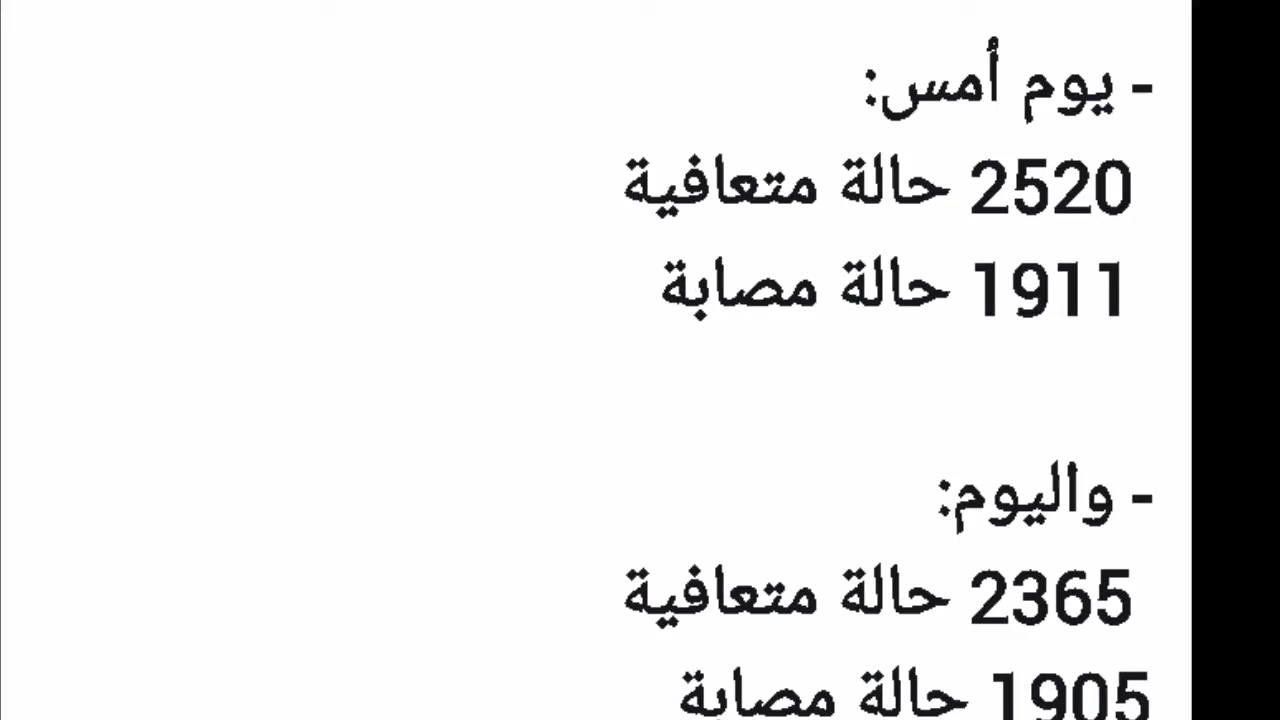 - يوم أمس:
2520 حالة متعافية
1911 حالة مصابة
- واليوم:
2365 حالة متعافية
1905 حالة مصابة